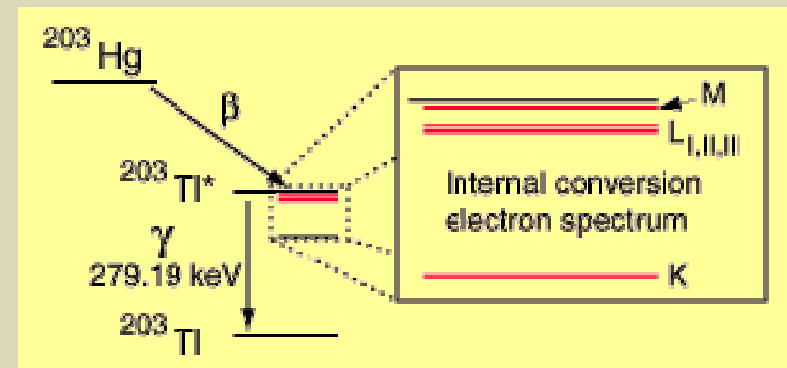 203 Hg
β
203 Tl*
γ
279.19 keV
203 Tl
M
L I,II,II
Internal conversion
electron spectrum
K